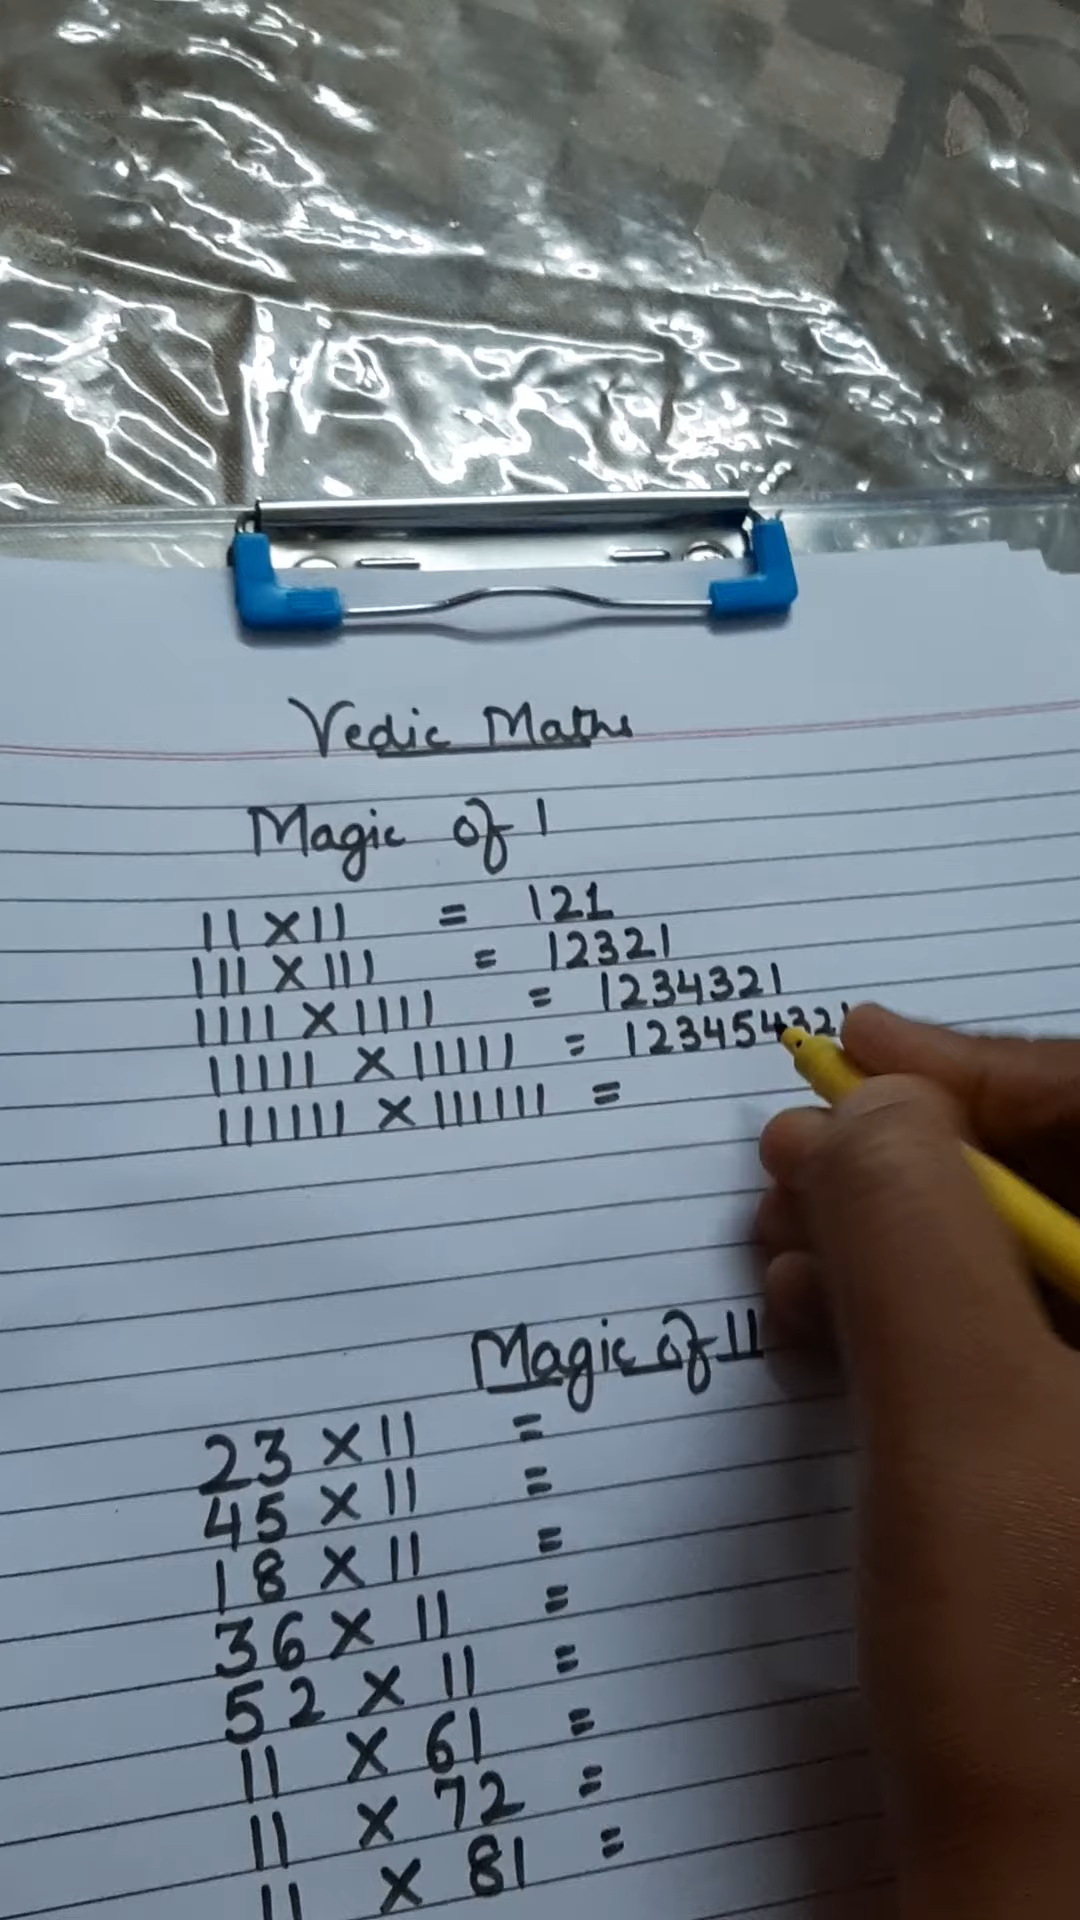 Vedic Maths
Magic of 1
11 × 11 = 121
111 × 111 = 12321
1111 × 1111 = 1234321
11111 × 11111 = 123454321
111111 × 111111 =
Magic of 11
23 × 11 =
45 × 11 =
18 × 11 =
36 × 11 =
52 × 11 =
11 × 61 =
11 × 72 =
11 × 81 =